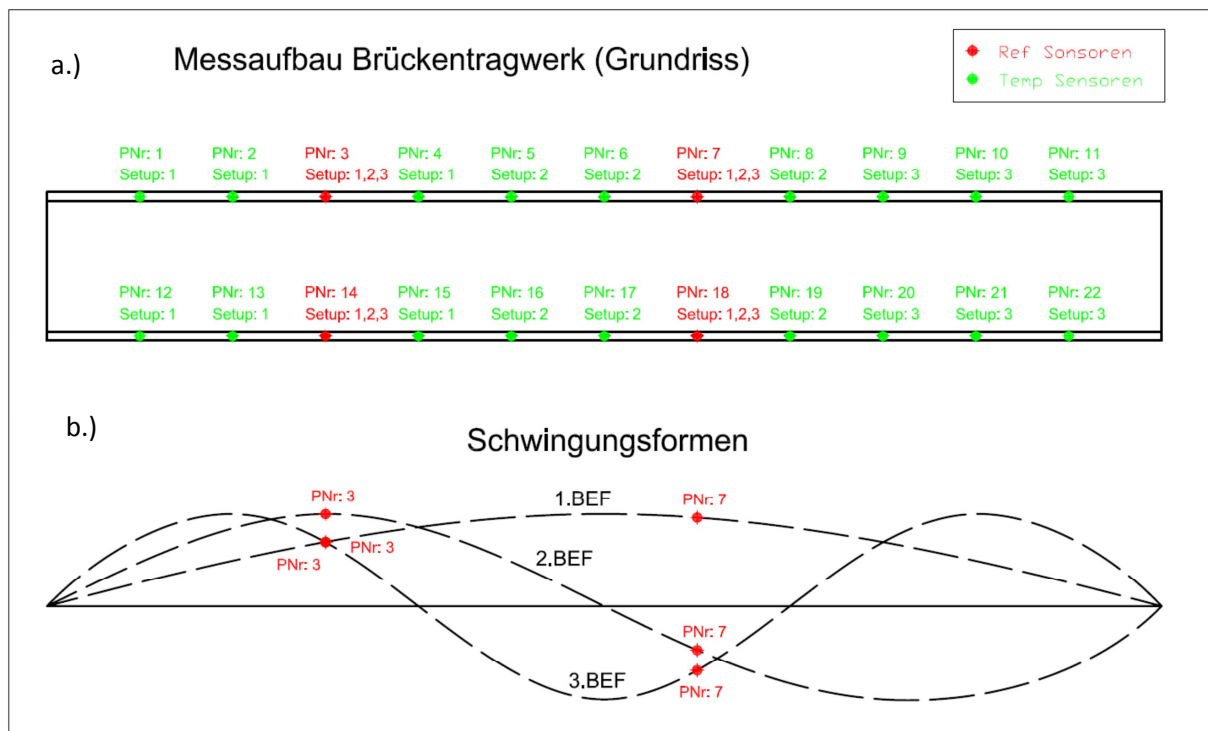 a.)
Messaufbau Brückentragwerk (Grundriss)
Ref Sonsoren
Temp Sensoren
PNr: 1 PNr: 2 PNr: 3 PNr: 4 PNr: 5 PNr: 6 PNr: 7 PNr: 8 PNr: 9 PNr: 10 PNr: 11
Setup: 1 Setup: 1 Setup: 1,2,3 Setup: 1 Setup: 2 Setup: 2 Setup: 1,2,3 Setup: 2 Setup: 3 Setup: 3 Setup: 3
PNr: 12 PNr: 13 PNr: 14 PNr: 15 PNr: 16 PNr: 17 PNr: 18 PNr: 19 PNr: 20 PNr: 21 PNr: 22
Setup: 1 Setup: 1 Setup: 1,2,3 Setup: 1 Setup: 2 Setup: 2 Setup: 1,2,3 Setup: 2 Setup: 3 Setup: 3 Setup: 3
b.)
Schwingungsformen
PNr: 3
1.BEF
PNr: 7
PNr: 3
PNr: 3
2.BEF
PNr: 7
3.BEF
PNr: 7